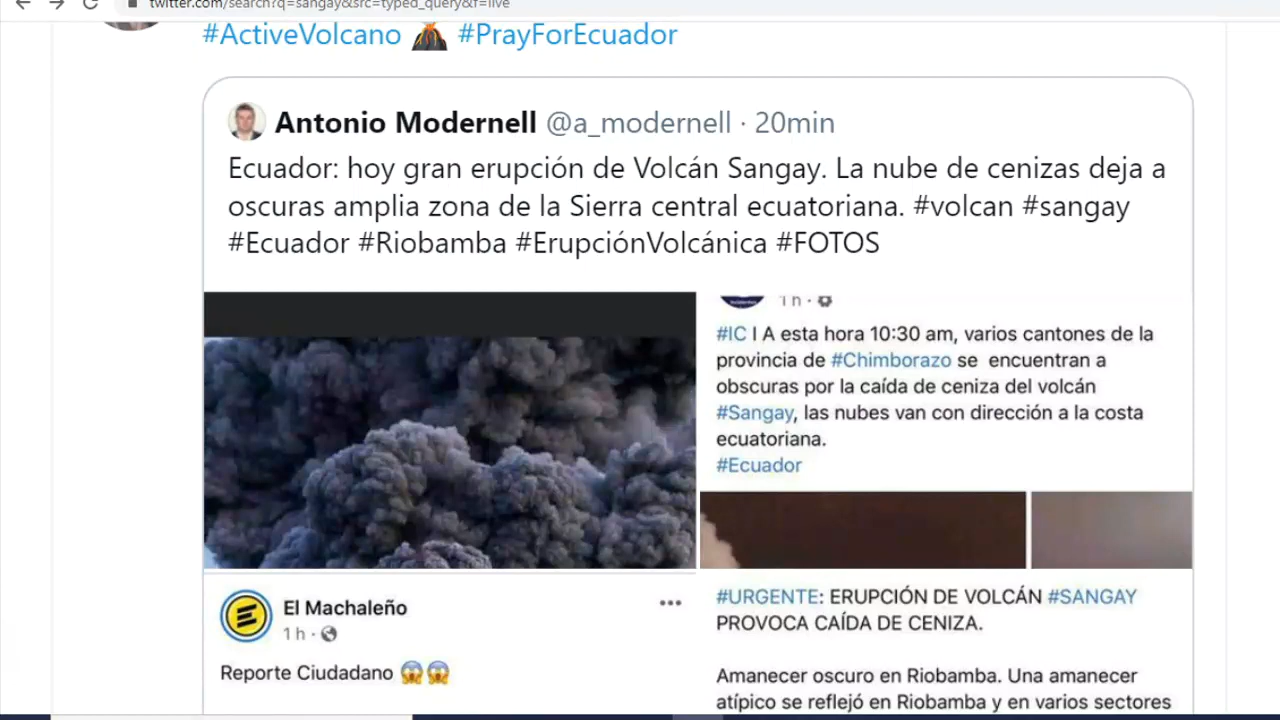 twitter.com/search?q=sangay&src=typed_query&f=live
#ActiveVolcano 🌋 #PrayForEcuador
Antonio Modernell @a_modernell · 20min
Ecuador: hoy gran erupción de Volcán Sangay. La nube de cenizas deja a
oscuras amplia zona de la Sierra central ecuatoriana. #volcan #sangay
#Ecuador #Riobamba #ErupciónVolcánica #FOTOS
1 h ·
#IC l A esta hora 10:30 am, varios cantones de la
provincia de #Chimborazo se encuentran a
obscuras por la caída de ceniza del volcán
#Sangay, las nubes van con dirección a la costa
ecuatoriana.
#Ecuador
El Machaleño
1 h ·
Reporte Ciudadano 😱😱
#URGENTE: ERUPCIÓN DE VOLCÁN #SANGAY
PROVOCA CAÍDA DE CENIZA.
Amanecer oscuro en Riobamba. Una amanecer
atípico se reflejó en Riobamba y en varios sectores